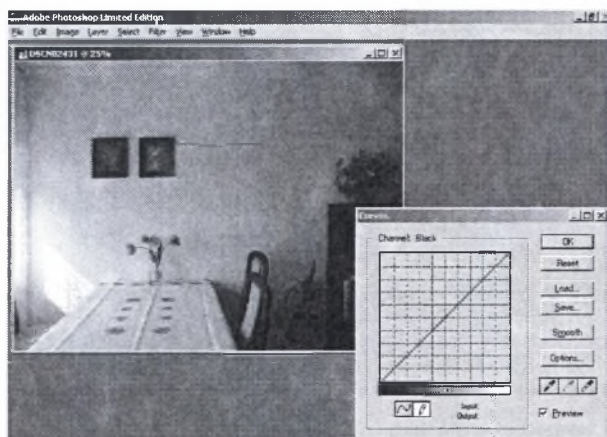 Adobe Photoshop Limited Edition
File Edit Image Layer Select Filter View Window Help
@ 25%
Curves
Channel: Black
OK
Reset
Load...
Save...
Smooth
Options...
Input:
Output:
Preview